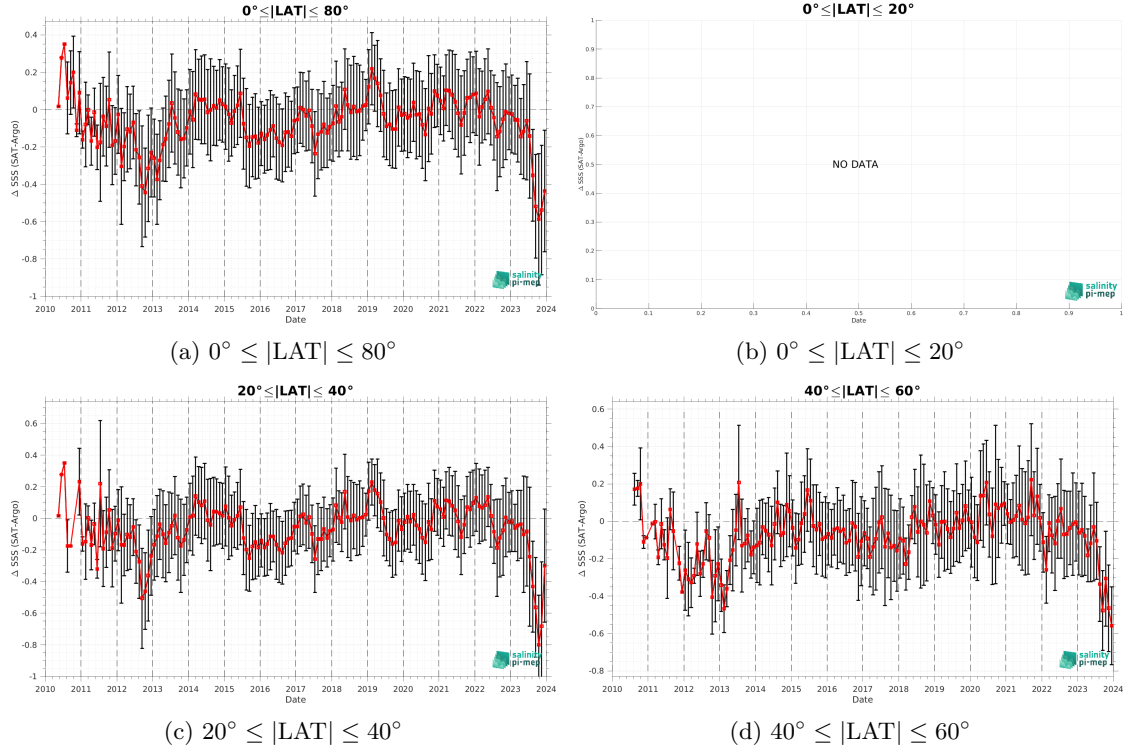 0°≤|LAT|≤ 80°
Δ SSS (SAT-Argo)
0.4
0.2
0
-0.2
-0.4
-0.6
-0.8
-1
2010 2011 2012 2013 2014 2015 2016 2017 2018 2019 2020 2021 2022 2023 2024
Date
salinity
pi-mep
(a) 0° ≤ |LAT| ≤ 80°
0°≤|LAT|≤ 20°
Δ SSS (SAT-Argo)
1
0.9
0.8
0.7
0.6
0.5
0.4
0.3
0.2
0.1
0
NO DATA
0 0.1 0.2 0.3 0.4 0.5 0.6 0.7 0.8 0.9 1
Date
salinity
pi-mep
(b) 0° ≤ |LAT| ≤ 20°
20°≤|LAT|≤ 40°
Δ SSS (SAT-Argo)
0.6
0.4
0.2
0
-0.2
-0.4
-0.6
-0.8
-1
2010 2011 2012 2013 2014 2015 2016 2017 2018 2019 2020 2021 2022 2023 2024
Date
salinity
pi-mep
(c) 20° ≤ |LAT| ≤ 40°
40°≤|LAT|≤ 60°
Δ SSS (SAT-Argo)
0.6
0.4
0.2
0
-0.2
-0.4
-0.6
-0.8
2010 2011 2012 2013 2014 2015 2016 2017 2018 2019 2020 2021 2022 2023 2024
Date
salinity
pi-mep
(d) 40° ≤ |LAT| ≤ 60°